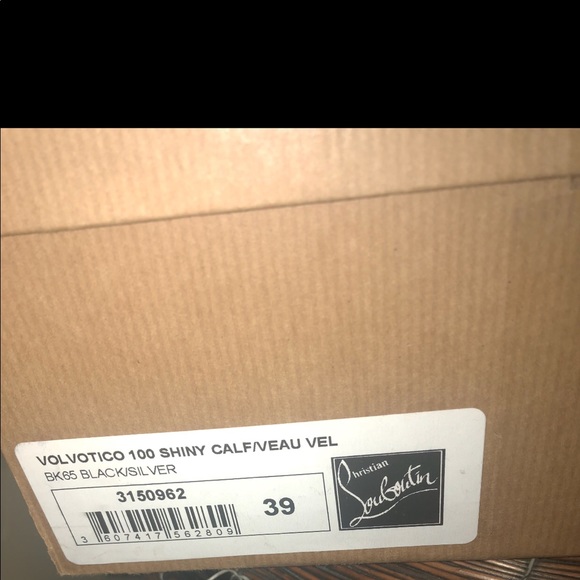 VOLVOTICO 100 SHINY CALF/VEAU VEL
BK65 BLACK/SILVER
3150962
39
3 607417 562809
Christian
Louboutin